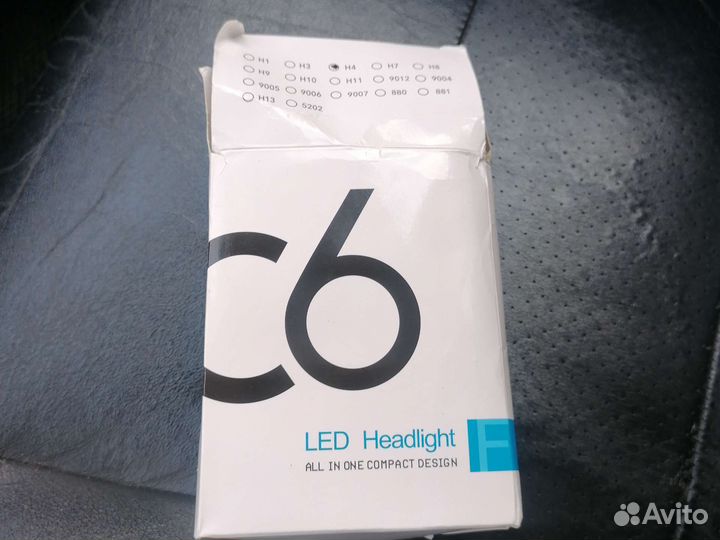 H1 H3 H4 H7 H8
H9 H10 H11 9012 9004
9005 9006 9007 880 881
H13 5202
C6
LED Headlight
ALL IN ONE COMPACT DESIGN
F
Avito